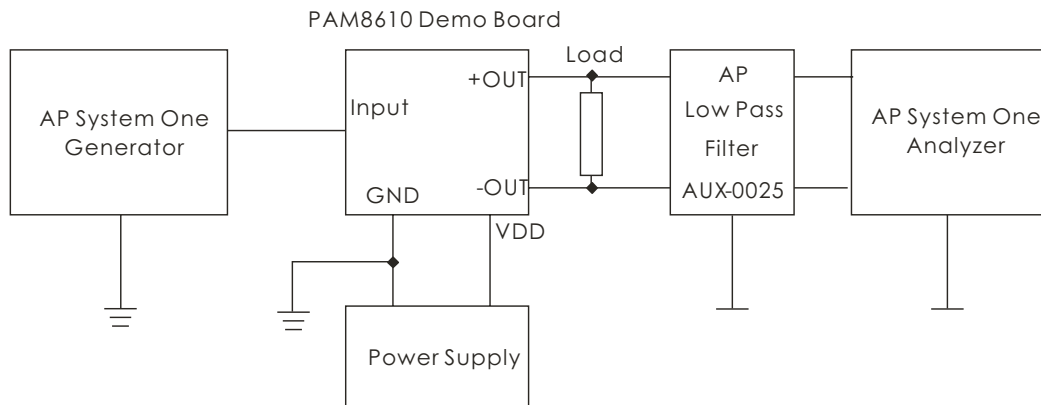 PAM8610 Demo Board
AP System One
Generator
Input
+OUT
-OUT
GND
VDD
Load
AP
Low Pass
Filter
AUX-0025
AP System One
Analyzer
Power Supply